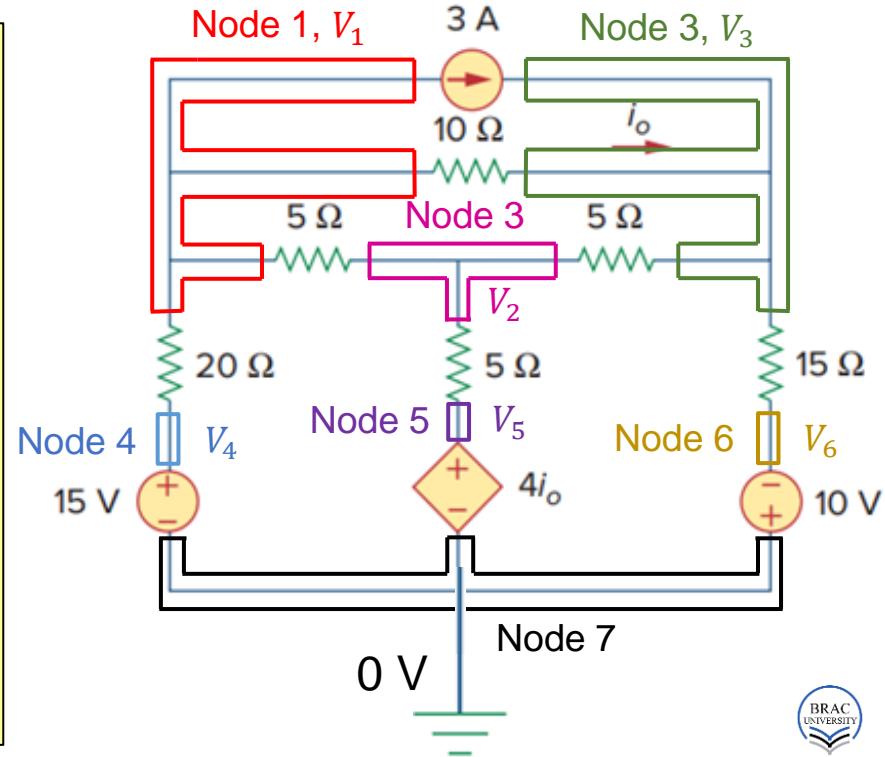 Node 1, V₁
3 A
Node 3, V₃
10 Ω
iₒ
5 Ω
Node 3
5 Ω
V₂
20 Ω
5 Ω
15 Ω
Node 4
V₄
Node 5
V₅
Node 6
V₆
15 V
+
−
+
−
4iₒ
−
+
10 V
Node 7
0 V
BRAC
UNIVERSITY